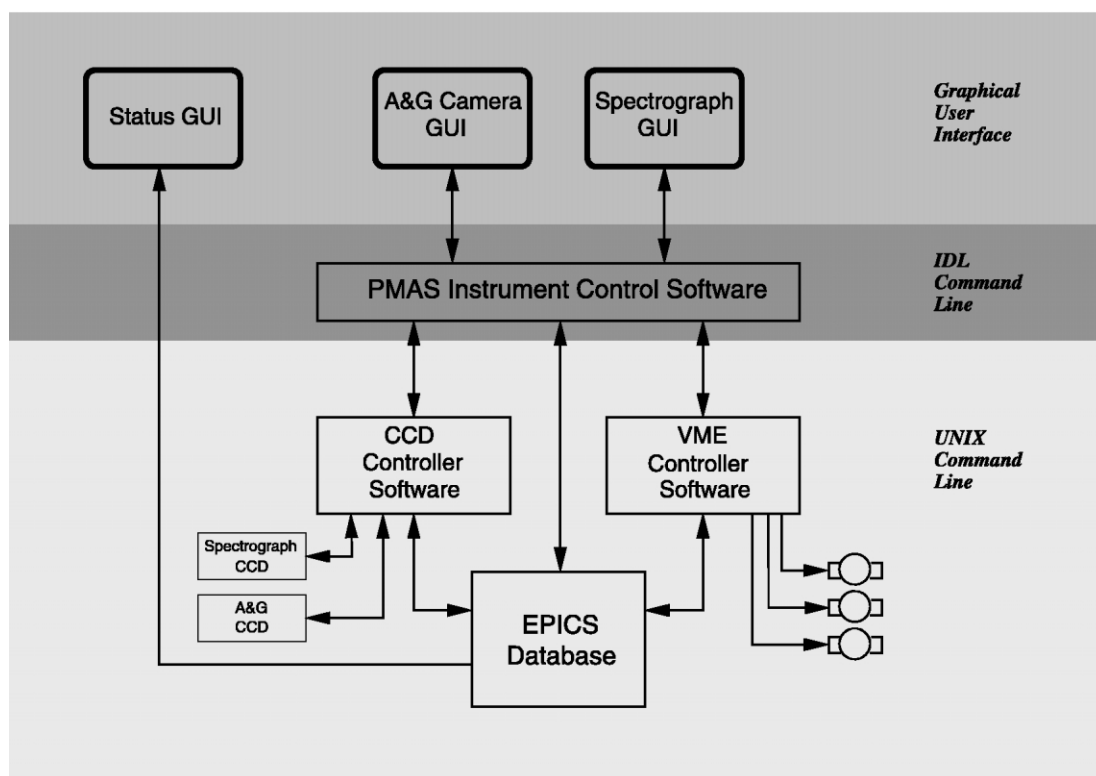 Status GUI
A&G Camera
GUI
Spectrograph
GUI
Graphical
User
Interface
PMAS Instrument Control Software
IDL
Command
Line
CCD
Controller
Software
VME
Controller
Software
UNIX
Command
Line
Spectrograph
CCD
A&G
CCD
EPICS
Database